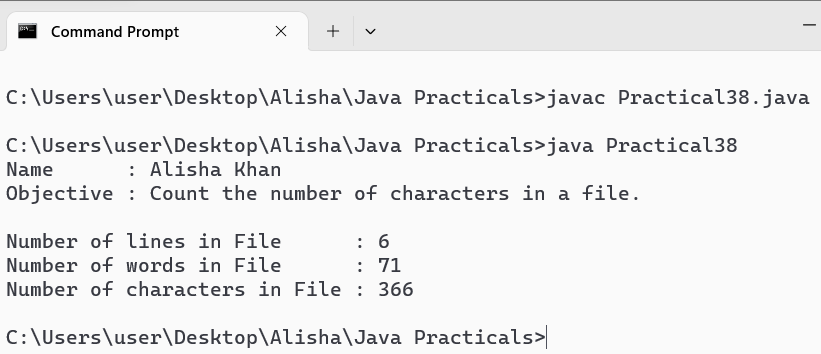 Command Prompt
C:\Users\user\Desktop\Alisha\Java Practicals>javac Practical38.java
C:\Users\user\Desktop\Alisha\Java Practicals>java Practical38
Name      : Alisha Khan
Objective : Count the number of characters in a file.
Number of lines in File      : 6
Number of words in File      : 71
Number of characters in File : 366
C:\Users\user\Desktop\Alisha\Java Practicals>